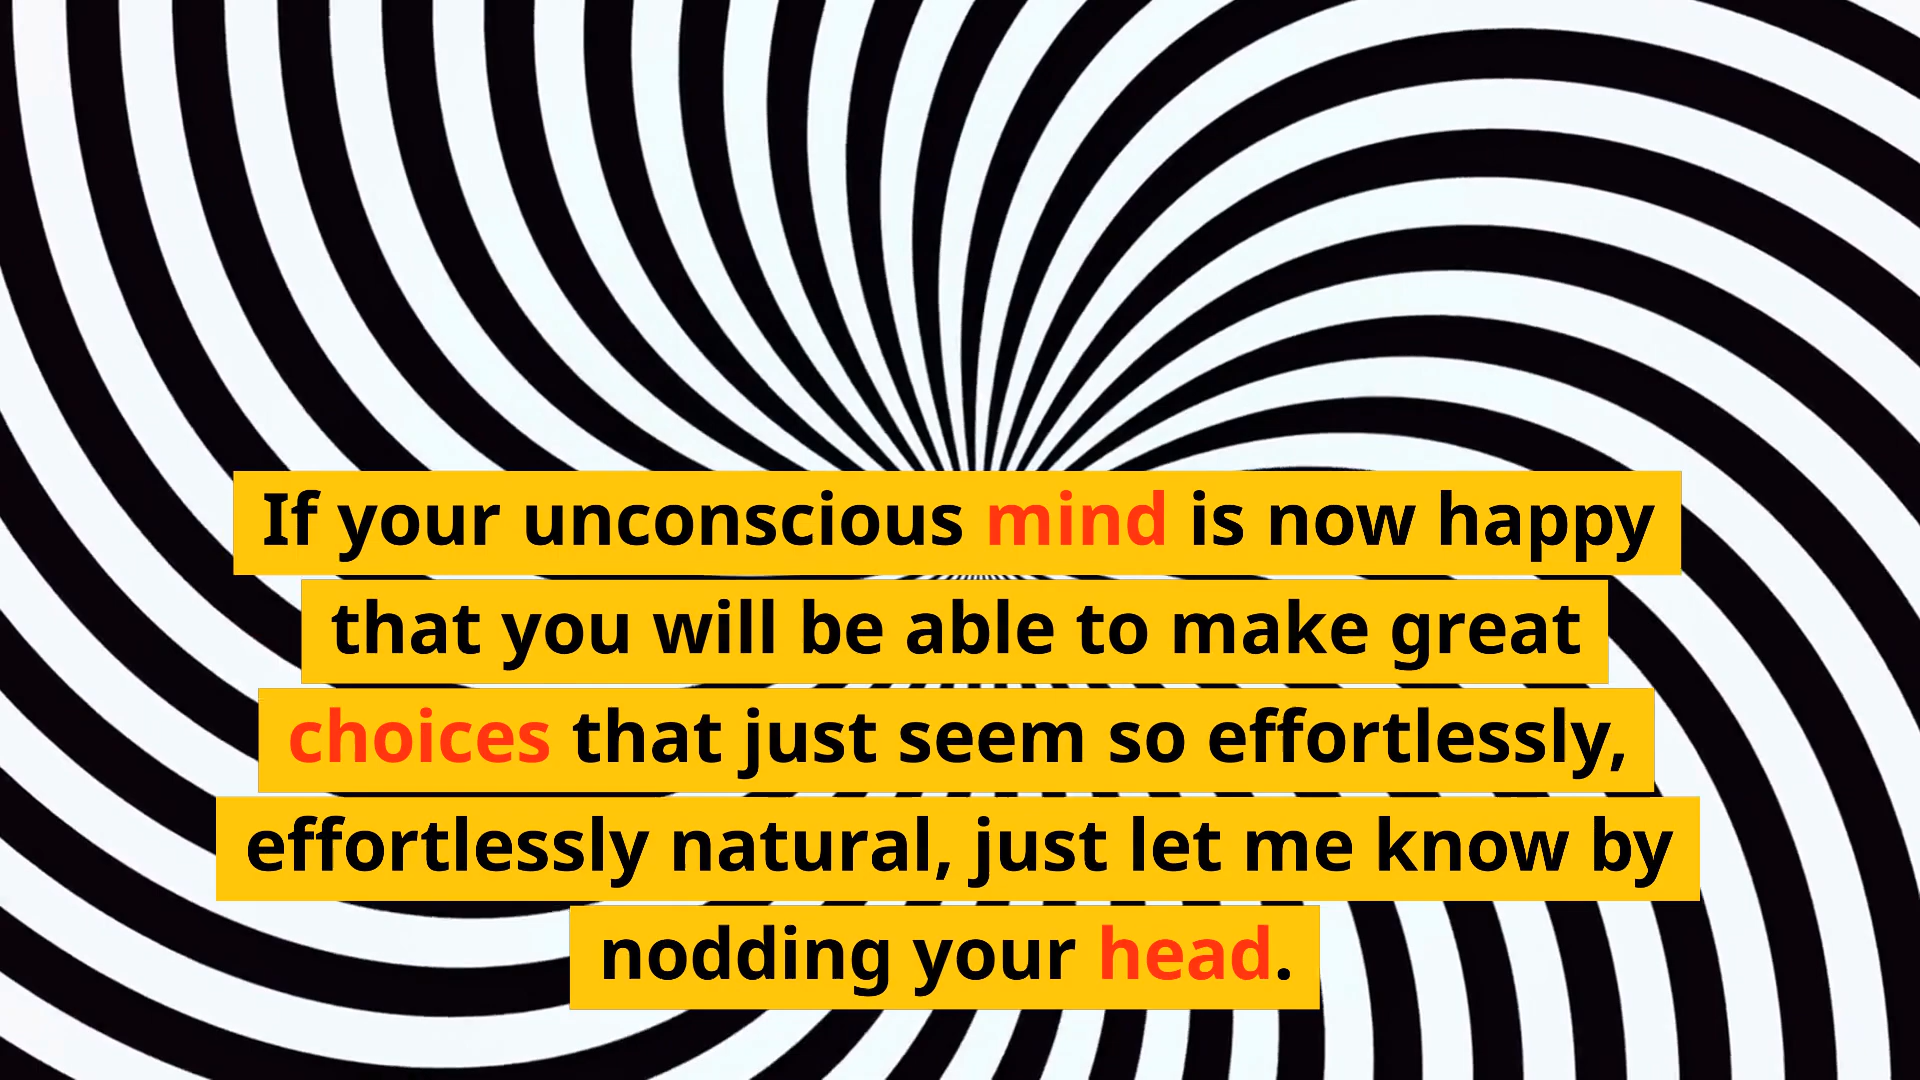 If your unconscious mind is now happy
that you will be able to make great
choices that just seem so effortlessly,
effortlessly natural, just let me know by
nodding your head.